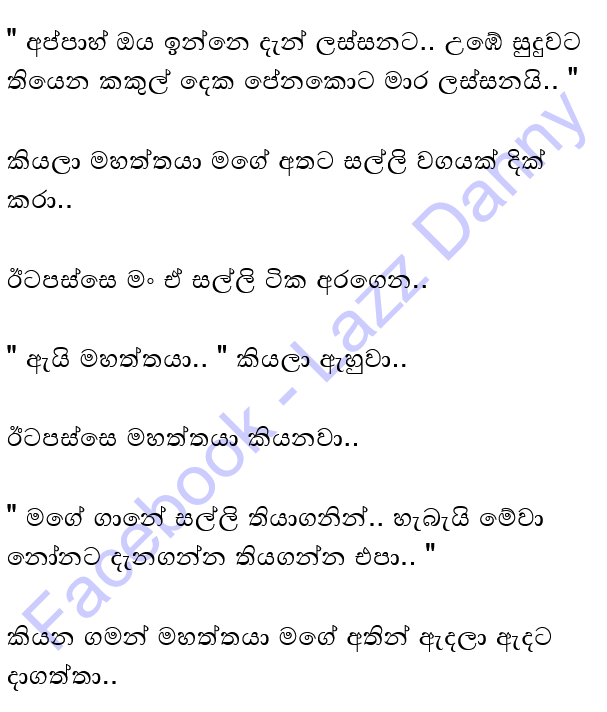 " අප්පාහ් ඔය ඉන්නෙ දැන් ලස්සනට.. උඹේ සුදුවට
තියෙන කකුල් දෙක පේනකොට මාර ලස්සනයි.. "
කියලා මහත්තයා මගේ අතට සල්ලි වගයක් දික්
කරා..
ඊටපස්සෙ මං ඒ සල්ලි ටික අරගෙන..
" ඇයි මහත්තයා.. " කියලා ඇහුවා..
ඊටපස්සෙ මහත්තයා කියනවා..
" මගේ ගානේ සල්ලි තියාගනින්.. හැබැයි මේවා
නෝනට දැනගන්න තියගන්න එපා.. "
කියන ගමන් මහත්තයා මගේ අතින් ඇදලා ඇදට
දාගත්තා..
Facebook - Lazz Danny